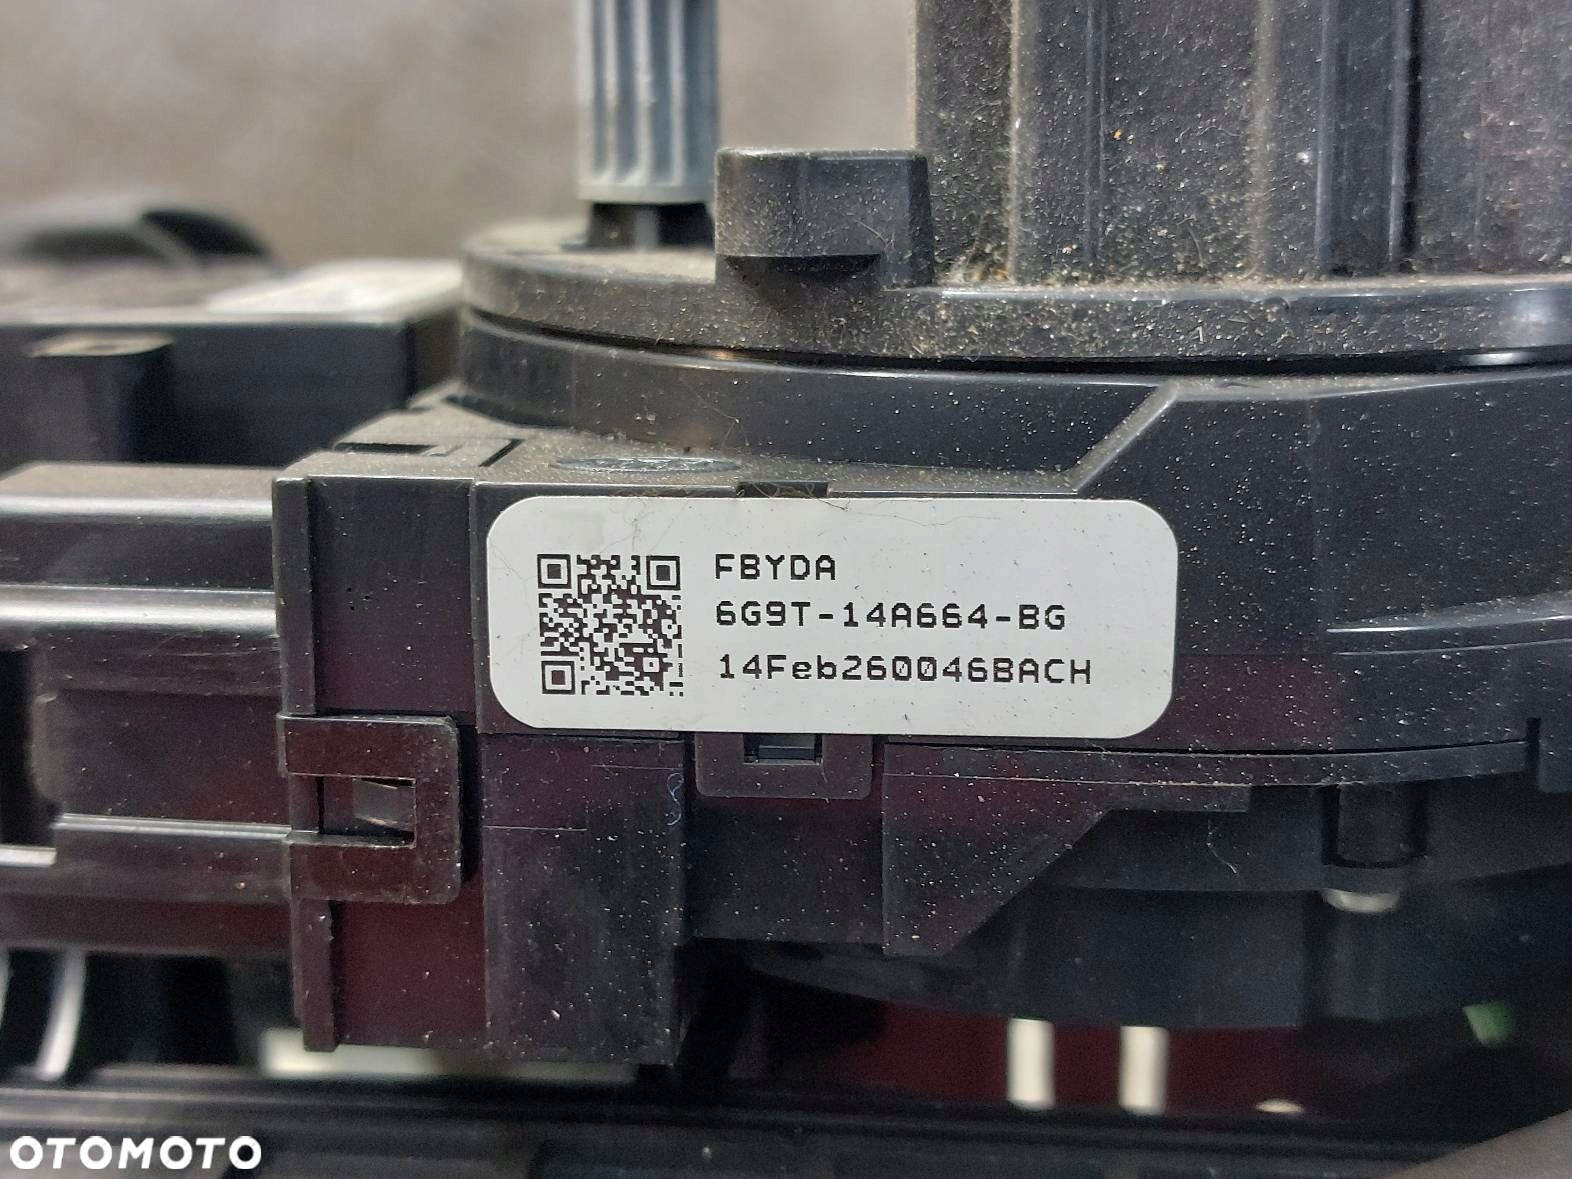 FBYDA
6G9T-14A664-BG
14Feb260046BACH
OTOMOTO